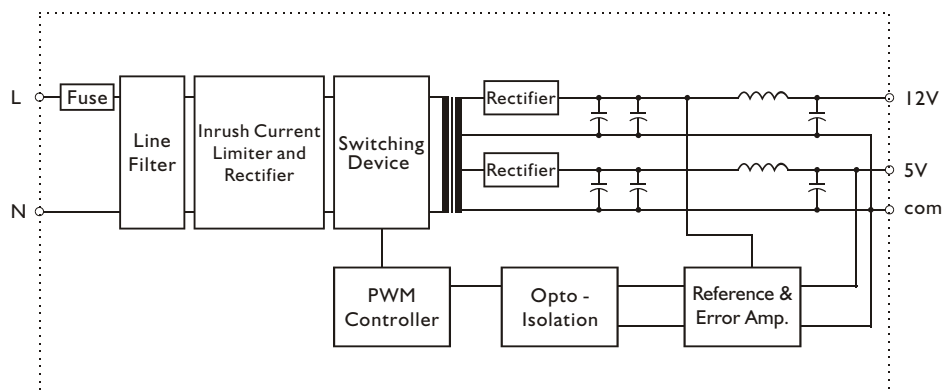 L
Fuse
Line
Filter
Inrush Current
Limiter and
Rectifier
Switching
Device
Rectifier
12V
Rectifier
5V
N
com
PWM
Controller
Opto -
Isolation
Reference &
Error Amp.